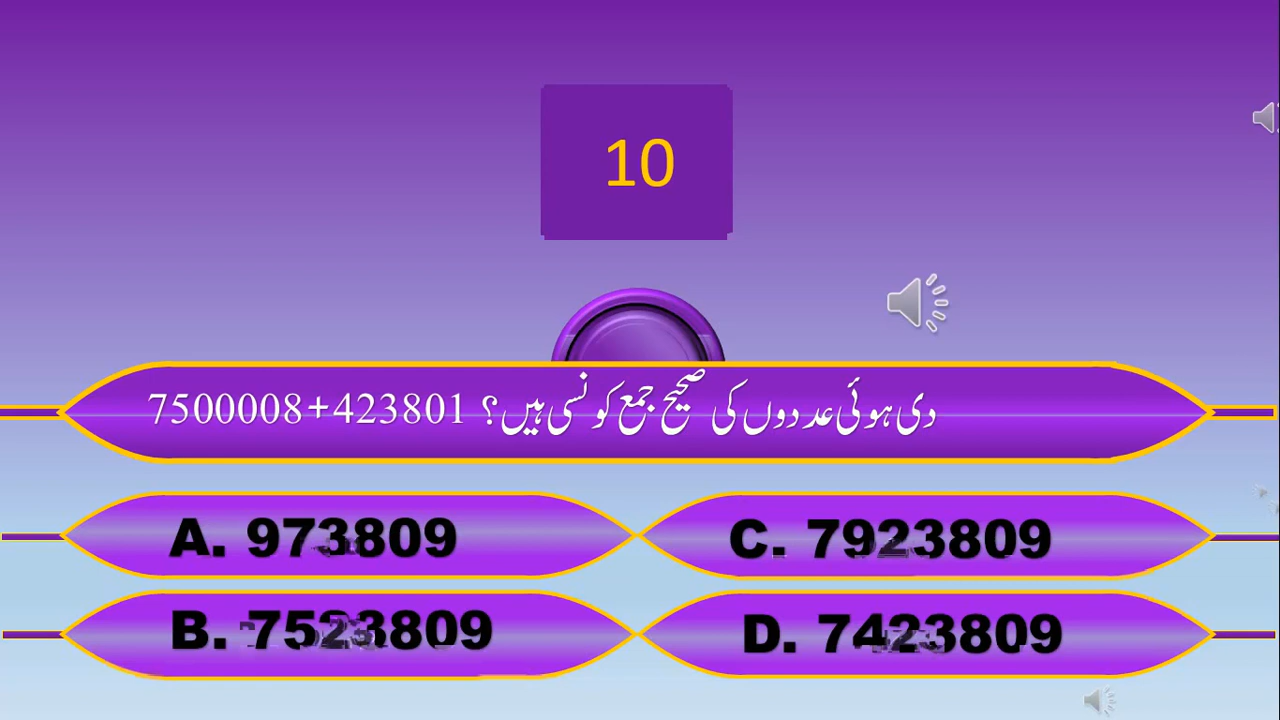 10
دی ہوئی عددوں کی صحیح جمع کونسی ہیں؟ 7500008+423801
A. 973809
C. 7923809
B. 7523809
D. 7423809